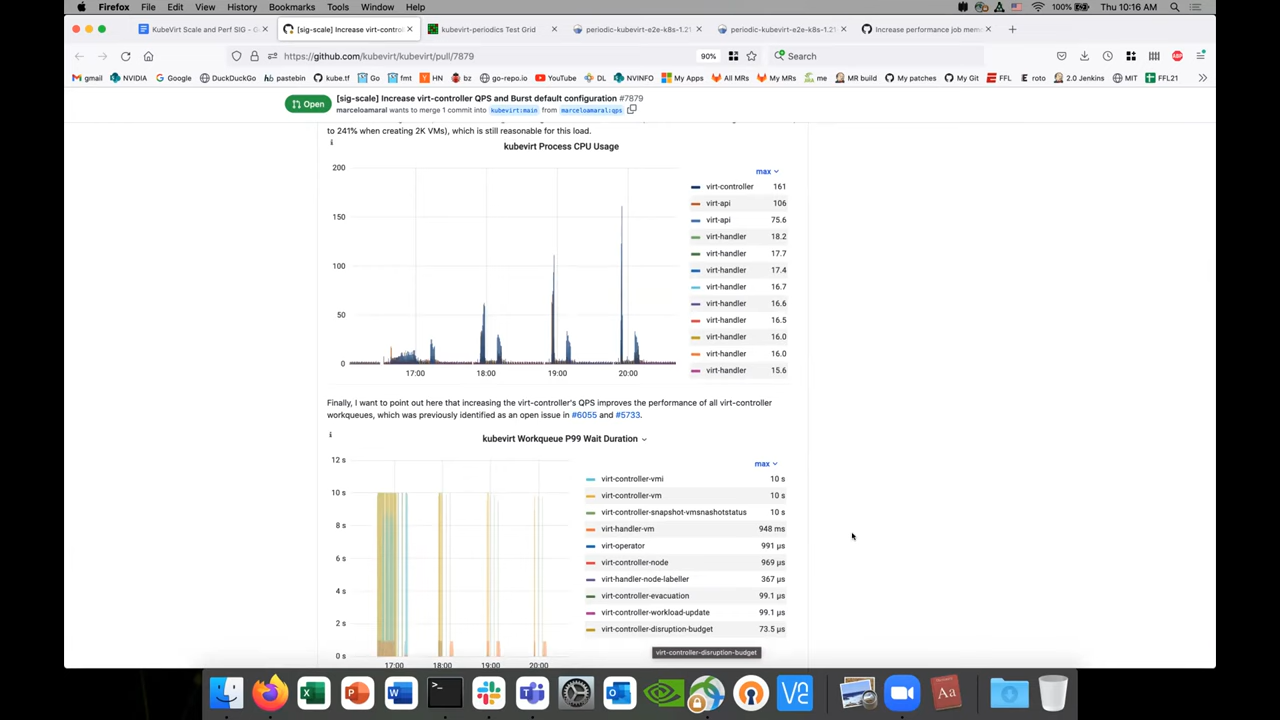 Firefox File Edit View History Bookmarks Tools Window Help 100% Thu 10:16 AM
KubeVirt Scale and Perf SIG - G [sig-scale] Increase virt-contro kubevirt-periodics Test Grid periodic-kubevirt-e2e-k8s-1.21 periodic-kubevirt-e2e-k8s-1.21 Increase performance job mem
https://github.com/kubevirt/kubevirt/pull/7879 90% Search
gmail NVIDIA Google DuckDuckGo pastebin kube.tf Go fmt HN bz go-repo.io YouTube DL NVINFO My Apps All MRs My MRs me MR build My patches My Git FFL eroto 2.0 Jenkins MIT FFL21
Open [sig-scale] Increase virt-controller QPS and Burst default configuration #7879
marceloamaral wants to merge 1 commit into kubevirt:main from marceloamaral:qps
to 241% when creating 2K VMs), which is still reasonable for this load.
kubevirt Process CPU Usage
200
150
100
50
0
17:00 18:00 19:00 20:00
max
virt-controller 161
virt-api 106
virt-api 75.6
virt-handler 18.2
virt-handler 17.7
virt-handler 17.4
virt-handler 16.7
virt-handler 16.6
virt-handler 16.5
virt-handler 16.0
virt-handler 16.0
virt-handler 15.6
Finally, I want to point out here that increasing the virt-controller's QPS improves the performance of all virt-controller
workqueues, which was previously identified as an open issue in #6055 and #5733.
kubevirt Workqueue P99 Wait Duration
12 s
10 s
8 s
6 s
4 s
2 s
0 s
17:00 18:00 19:00 20:00
max
virt-controller-vmi 10 s
virt-controller-vm 10 s
virt-controller-snapshot-vmsnashotstatus 10 s
virt-handler-vm 948 ms
virt-operator 991 µs
virt-controller-node 969 µs
virt-handler-node-labeller 367 µs
virt-controller-evacuation 99.1 µs
virt-controller-workload-update 99.1 µs
virt-controller-disruption-budget 73.5 µs
virt-controller-disruption-budget